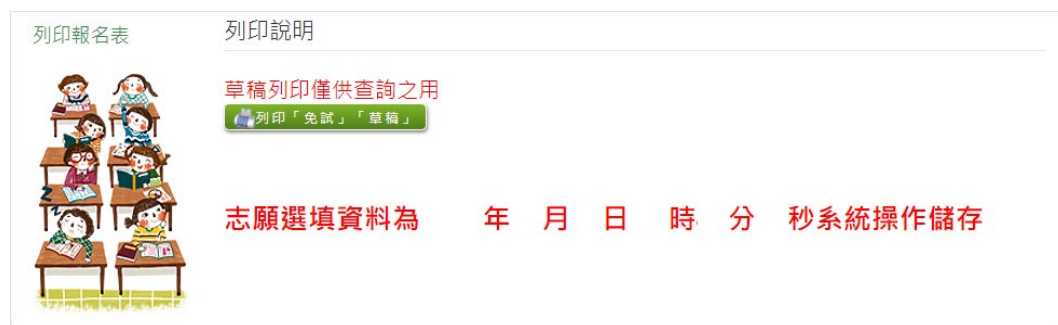 列印報名表
列印說明
草稿列印僅供查詢之用
列印「免試」「草稿」
志願選填資料為 年 月 日 時 分 秒系統操作儲存
Z
Z